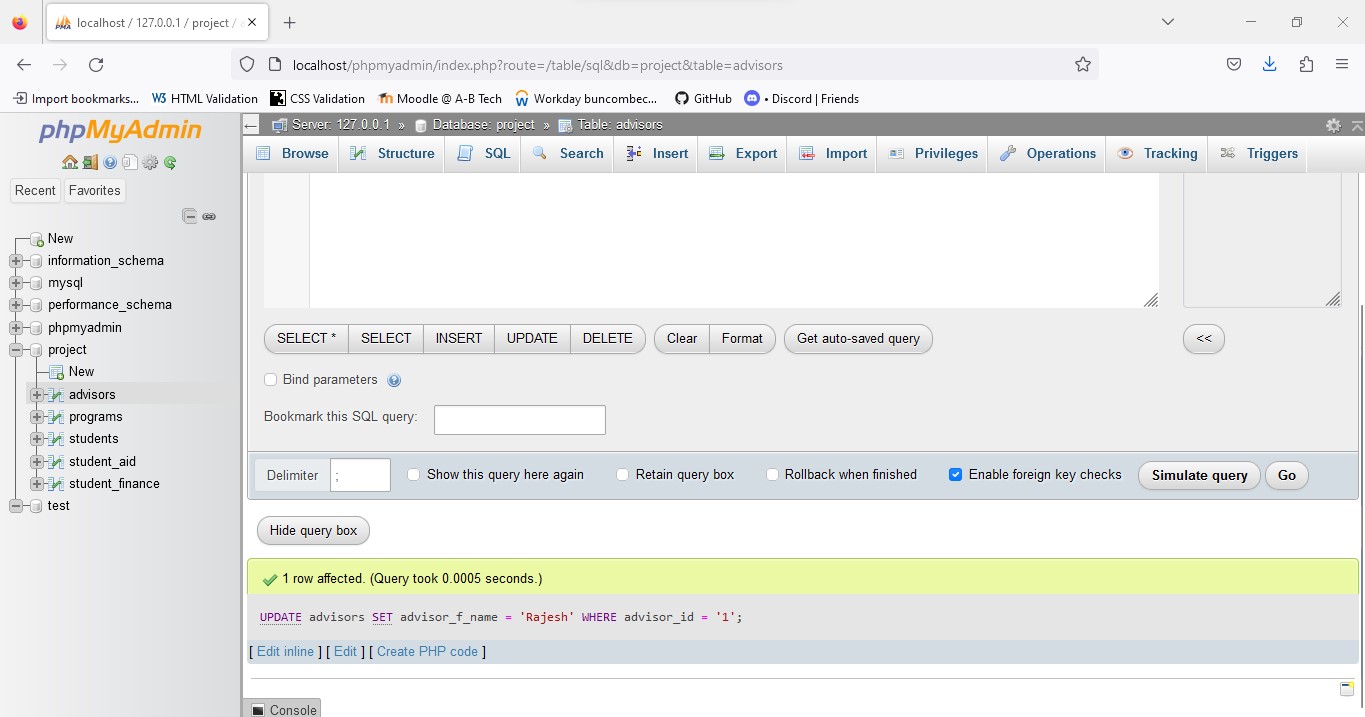 localhost / 127.0.0.1 / project / a
localhost/phpmyadmin/index.php?route=/table/sql&db=project&table=advisors
Import bookmarks... W3 HTML Validation CSS Validation Moodle @ A-B Tech Workday buncombec... GitHub • Discord | Friends
phpMyAdmin
Recent Favorites
New
information_schema
mysql
performance_schema
phpmyadmin
project
New
advisors
programs
students
student_aid
student_finance
test
Server: 127.0.0.1 » Database: project » Table: advisors
Browse Structure SQL Search Insert Export Import Privileges Operations Tracking Triggers
SELECT * SELECT INSERT UPDATE DELETE Clear Format Get auto-saved query <<
Bind parameters
Bookmark this SQL query:
Delimiter ; Show this query here again Retain query box Rollback when finished Enable foreign key checks Simulate query Go
Hide query box
1 row affected. (Query took 0.0005 seconds.)
UPDATE advisors SET advisor_f_name = 'Rajesh' WHERE advisor_id = '1';
[ Edit inline ] [ Edit ] [ Create PHP code ]
Console